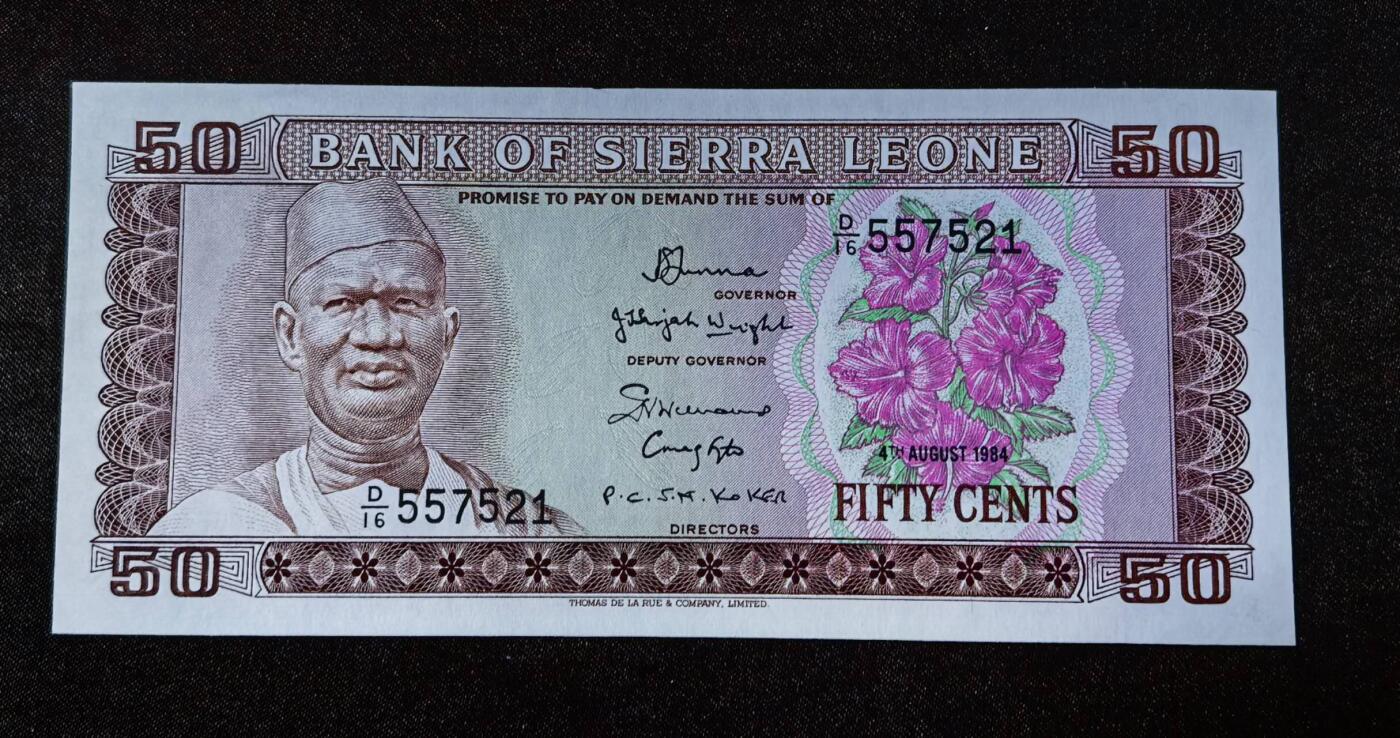 50 BANK OF SIERRA LEONE 50
PROMISE TO PAY ON DEMAND THE SUM OF
D/16 557521
GOVERNOR
DEPUTY GOVERNOR
4TH AUGUST 1984
D/16 557521
P.C.S.M. KOKER
FIFTY CENTS
DIRECTORS
50 50
THOMAS DE LA RUE & COMPANY, LIMITED.